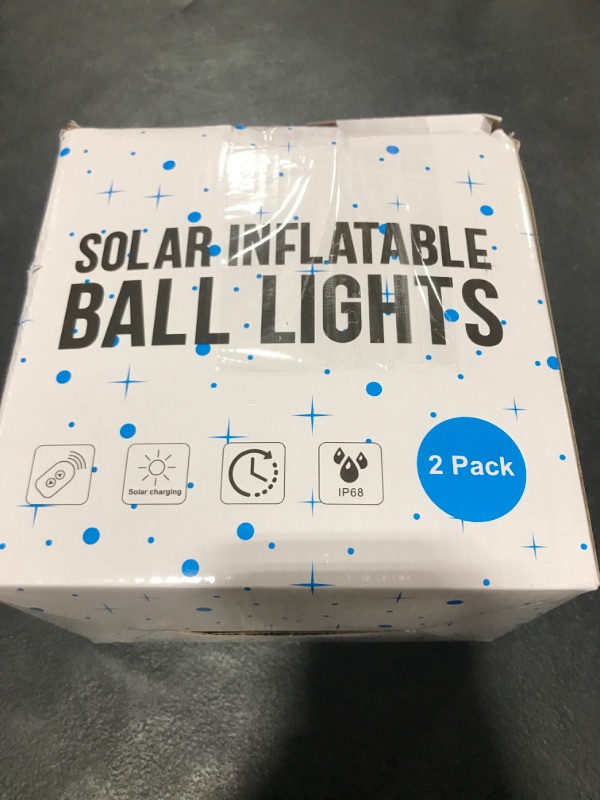 SOLAR INFLATABLE
BALL LIGHTS
Solar charging
IP68
2 Pack